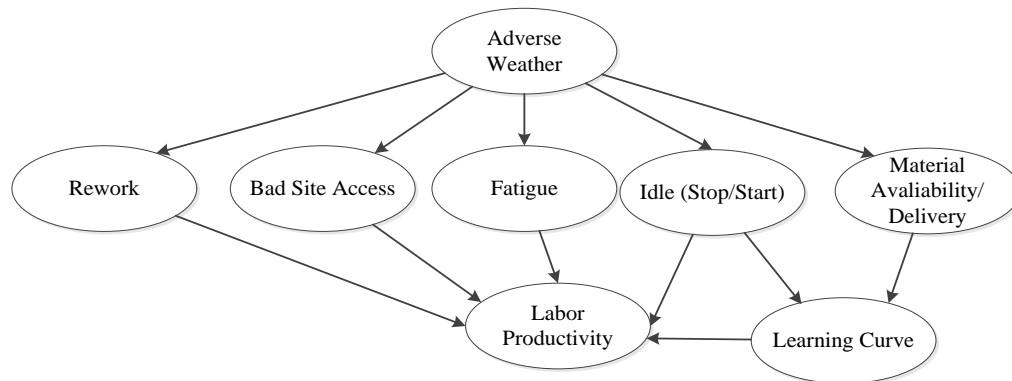 Adverse
Weather
Rework
Bad Site Access
Fatigue
Idle (Stop/Start)
Material
Avaliability/
Delivery
Labor
Productivity
Learning Curve